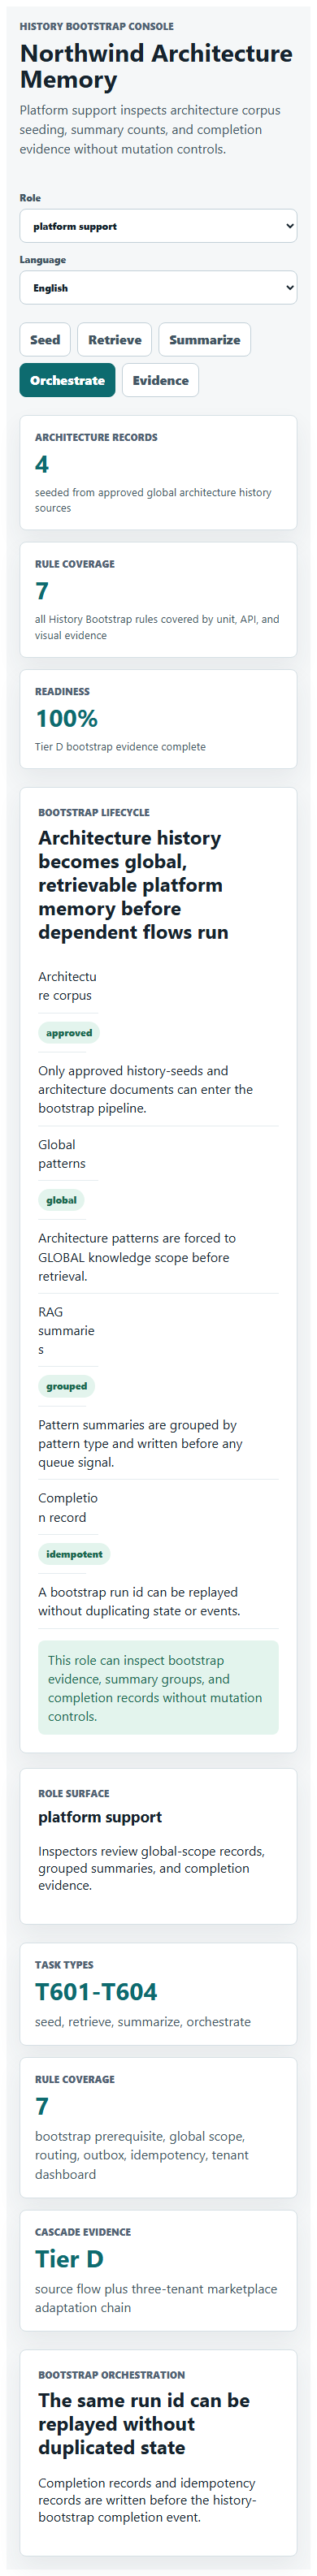 HISTORY BOOTSTRAP CONSOLE
Northwind Architecture
Memory
Platform support inspects architecture corpus
seeding, summary counts, and completion
evidence without mutation controls.
Role
platform support
Language
English
Seed Retrieve Summarize
Orchestrate Evidence
ARCHITECTURE RECORDS
4
seeded from approved global architecture history
sources
RULE COVERAGE
7
all History Bootstrap rules covered by unit, API, and
visual evidence
READINESS
100%
Tier D bootstrap evidence complete
BOOTSTRAP LIFECYCLE
Architecture history
becomes global,
retrievable platform
memory before
dependent flows run
Architectu
re corpus
approved
Only approved history-seeds and
architecture documents can enter the
bootstrap pipeline.
Global
patterns
global
Architecture patterns are forced to
GLOBAL knowledge scope before
retrieval.
RAG
summarie
s
grouped
Pattern summaries are grouped by
pattern type and written before any
queue signal.
Completio
n record
idempotent
A bootstrap run id can be replayed
without duplicating state or events.
This role can inspect bootstrap
evidence, summary groups, and
completion records without mutation
controls.
ROLE SURFACE
platform support
Inspectors review global-scope records,
grouped summaries, and completion
evidence.
TASK TYPES
T601-T604
seed, retrieve, summarize, orchestrate
RULE COVERAGE
7
bootstrap prerequisite, global scope,
routing, outbox, idempotency, tenant
dashboard
CASCADE EVIDENCE
Tier D
source flow plus three-tenant marketplace
adaptation chain
BOOTSTRAP ORCHESTRATION
The same run id can be
replayed without
duplicated state
Completion records and idempotency
records are written before the history-
bootstrap completion event.